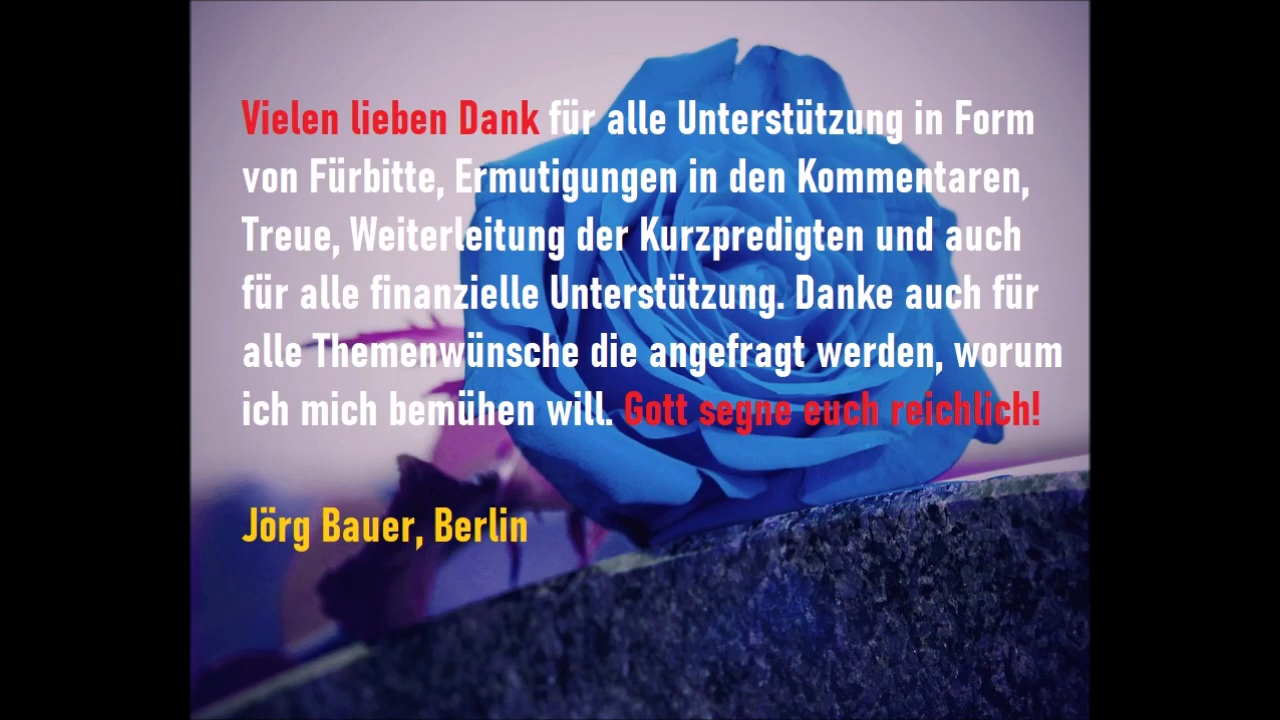 Vielen lieben Dank für alle Unterstützung in Form
von Fürbitte, Ermutigungen in den Kommentaren,
Treue, Weiterleitung der Kurzpredigten und auch
für alle finanzielle Unterstützung. Danke auch für
alle Themenwünsche die angefragt werden, worum
ich mich bemühen will. Gott segne euch reichlich!
Jörg Bauer, Berlin